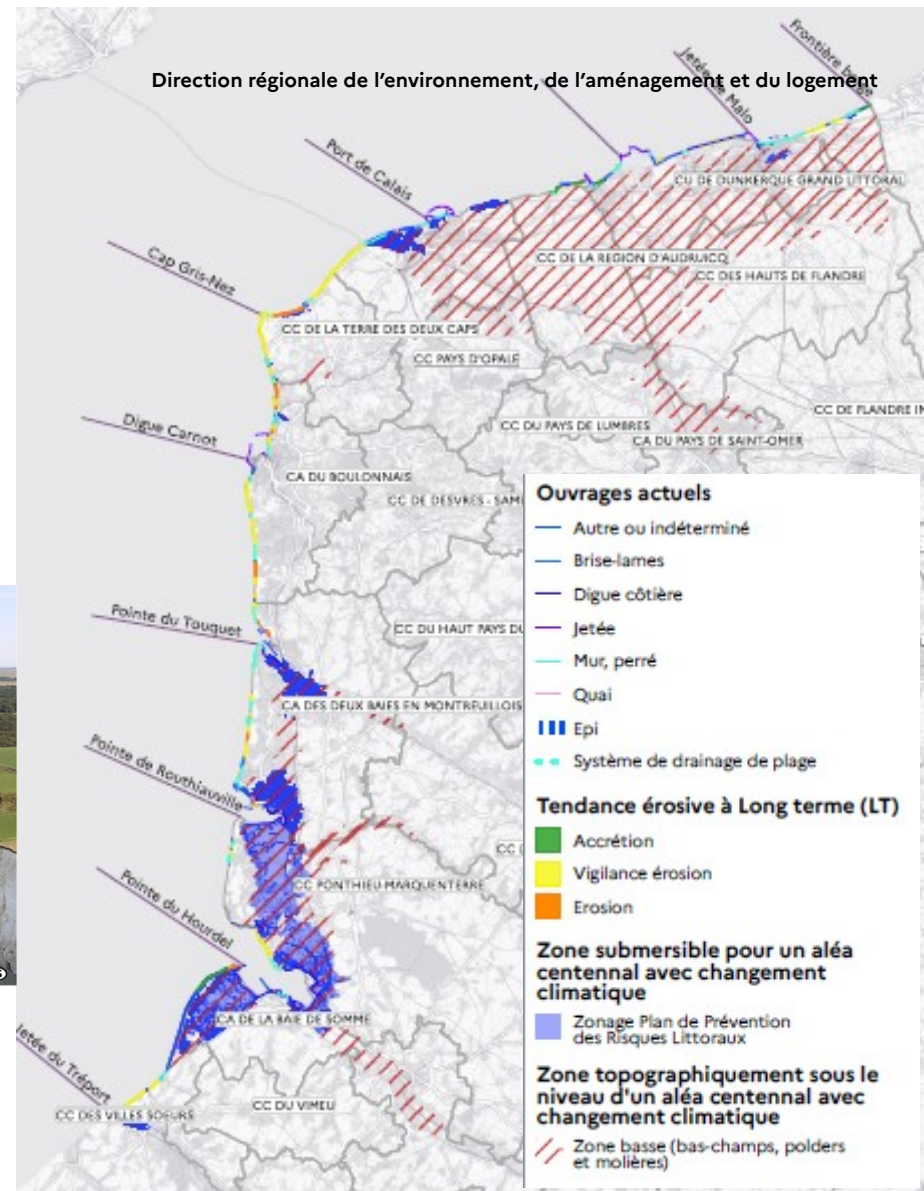 Direction régionale de l'environnement, de l'aménagement et du logement
Frontière belge
Jetée de Malo
Port de Calais
CU DE DUNKERQUE GRAND LITTORAL
Cap Gris-Nez
CC DE LA REGION D'AUDRUICQ
CC DES HAUTS DE FLANDRE
CC DE LA TERRE DES DEUX CAPS
CC PAYS D'OPALE
Digue Carnot
CC DE FLANDRE IN
CC DU PAYS DE LUMBRES
CA DU PAYS DE SAINT-OMER
CA DU BOULONNAIS
CC DE DESVRES - SAM
Pointe du Touquet
CC DU HAUT PAYS DU
CA DES DEUX BAIES EN MONTREUILLOIS
Pointe de Routhiauville
CC PONTHIEU-MARQUENTERRE
Pointe du Hourdel
CA DE LA BAIE DE SOMME
Jetée du Tréport
CC DES VILLES SOEURS
CC DU VIMEU
Ouvrages actuels
Autre ou indéterminé
Brise-lames
Digue côtière
Jetée
Mur, perré
Quai
Epi
Système de drainage de plage
Tendance érosive à Long terme (LT)
Accrétion
Vigilance érosion
Erosion
Zone submersible pour un aléa
centennal avec changement
climatique
Zonage Plan de Prévention
des Risques Littoraux
Zone topographiquement sous le
niveau d'un aléa centennal avec
changement climatique
Zone basse (bas-champs, polders
et molières)